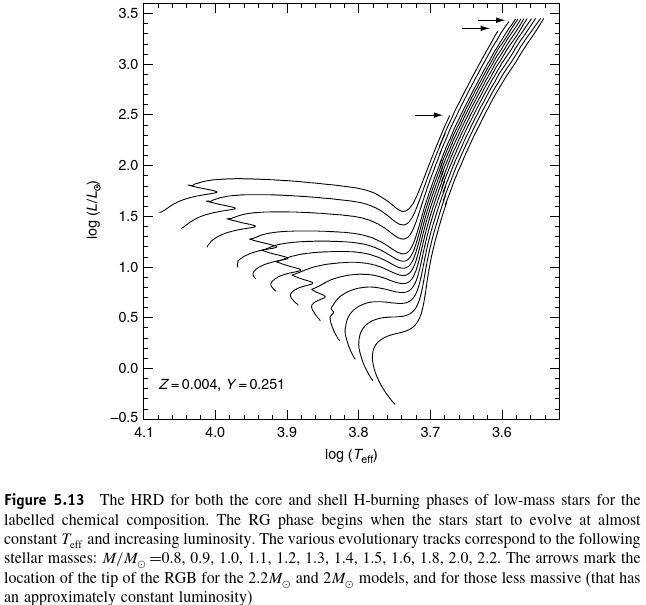 3.5
3.0
2.5
2.0
1.5
1.0
0.5
0.0
−0.5
log (L/L☉)
Z = 0.004, Y = 0.251
4.1 4.0 3.9 3.8 3.7 3.6
log (Teff)
Figure 5.13 The HRD for both the core and shell H-burning phases of low-mass stars for the
labelled chemical composition. The RG phase begins when the stars start to evolve at almost
constant Teff and increasing luminosity. The various evolutionary tracks correspond to the following
stellar masses: M/M☉ =0.8, 0.9, 1.0, 1.1, 1.2, 1.3, 1.4, 1.5, 1.6, 1.8, 2.0, 2.2. The arrows mark the
location of the tip of the RGB for the 2.2M☉ and 2M☉ models, and for those less massive (that has
an approximately constant luminosity)